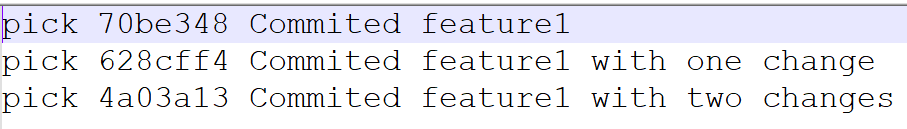 pick 70be348 Commited feature1
pick 628cff4 Commited feature1 with one change
pick 4a03a13 Commited feature1 with two changes